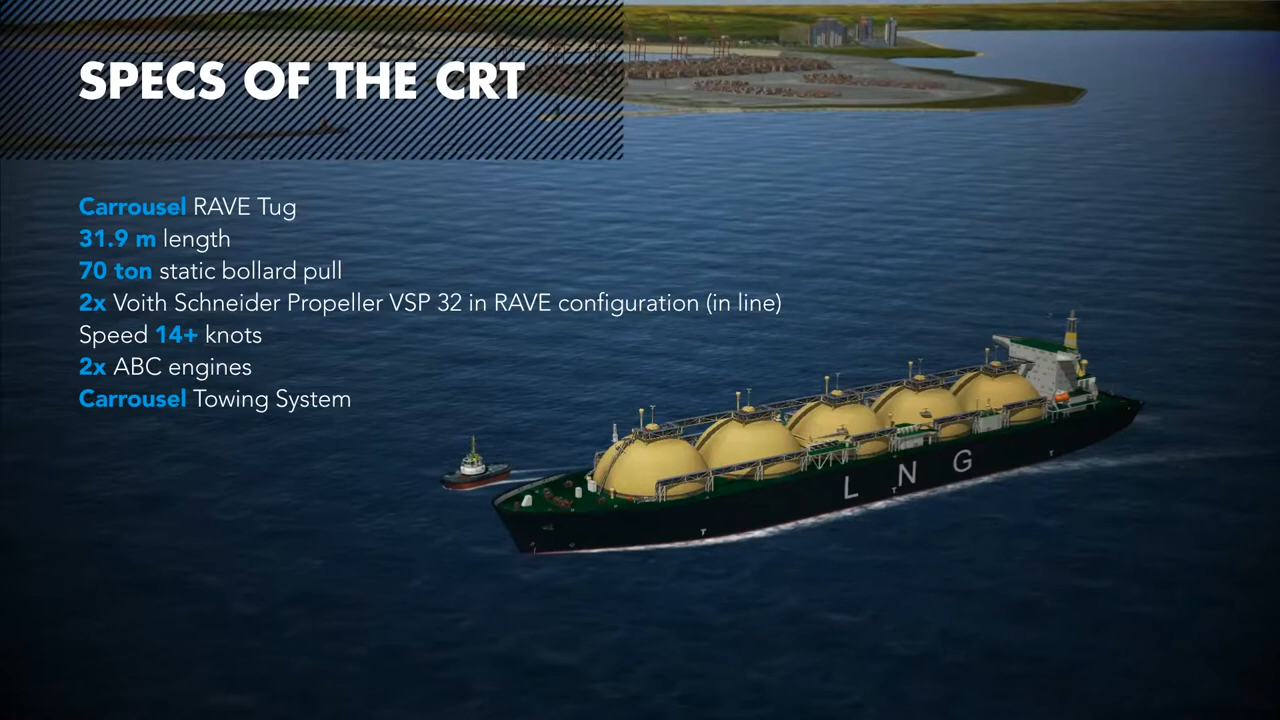 SPECS OF THE CRT
Carrousel RAVE Tug
31.9 m length
70 ton static bollard pull
2x Voith Schneider Propeller VSP 32 in RAVE configuration (in line)
Speed 14+ knots
2x ABC engines
Carrousel Towing System
LNG